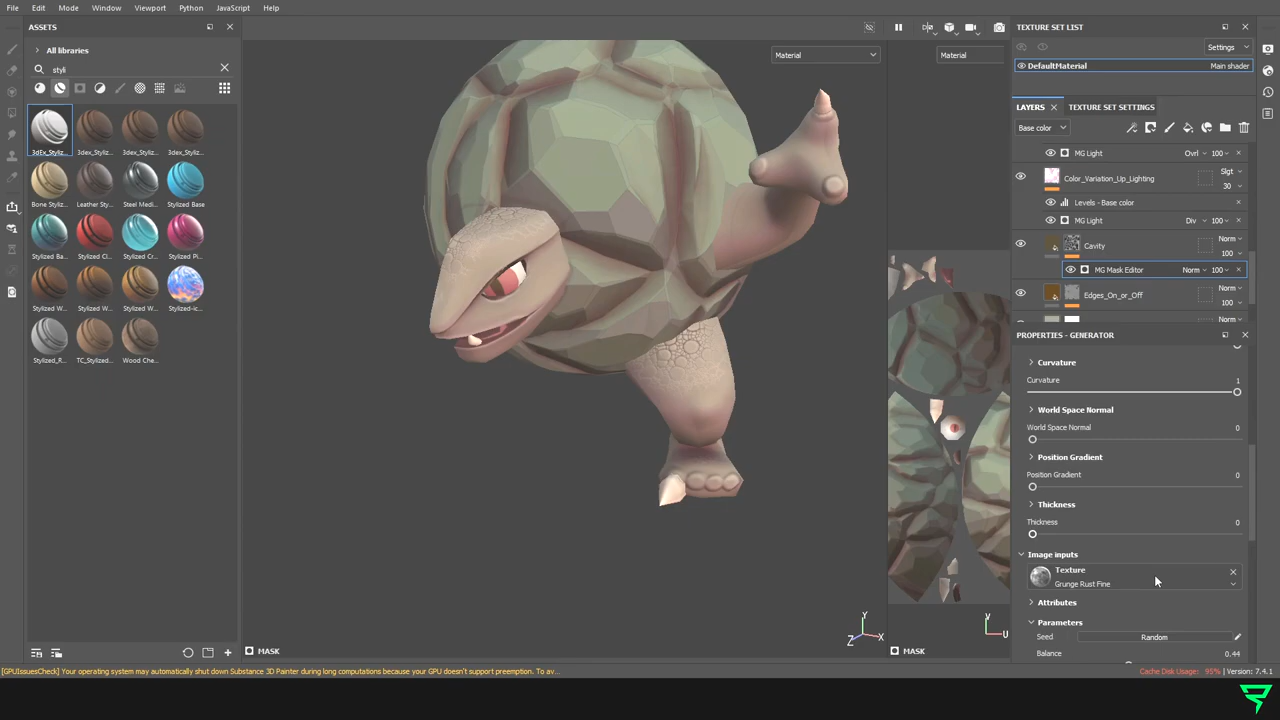 File Edit Mode Window Viewport Python JavaScript Help
ASSETS
All libraries
styli
3dEx_Styliz...
3dex_Styliz...
3dex_Styliz...
3dex_Styliz...
Bone Styliz...
Leather Sty...
Steel Medi...
Stylized Base
Stylized Ba...
Stylized Cl...
Stylized Cr...
Stylized Pi...
Stylized W...
Stylized W...
Stylized W...
Stylized-ic...
Stylized_R...
TC_Stylized...
Wood Che...
Material
Material
Y
Z X
V
U
MASK
MASK
TEXTURE SET LIST
Settings
DefaultMaterial Main shader
LAYERS TEXTURE SET SETTINGS
Base color
MG Light Ovrl 100
Color_Variation_Up_Lighting Slgt
30
Levels - Base color
MG Light Div 100
Cavity Norm
100
MG Mask Editor Norm 100
Edges_On_or_Off Norm
100
Norm
PROPERTIES - GENERATOR
Curvature
Curvature 1
World Space Normal
World Space Normal 0
Position Gradient
Position Gradient 0
Thickness
Thickness 0
Image inputs
Texture
Grunge Rust Fine
Attributes
Parameters
Seed Random
Balance 0.44
[GPUIssuesCheck] Your operating system may automatically shut down Substance 3D Painter during long computations because your GPU doesn't support preemption. To av...
Cache Disk Usage: 95% | Version: 7.4.1